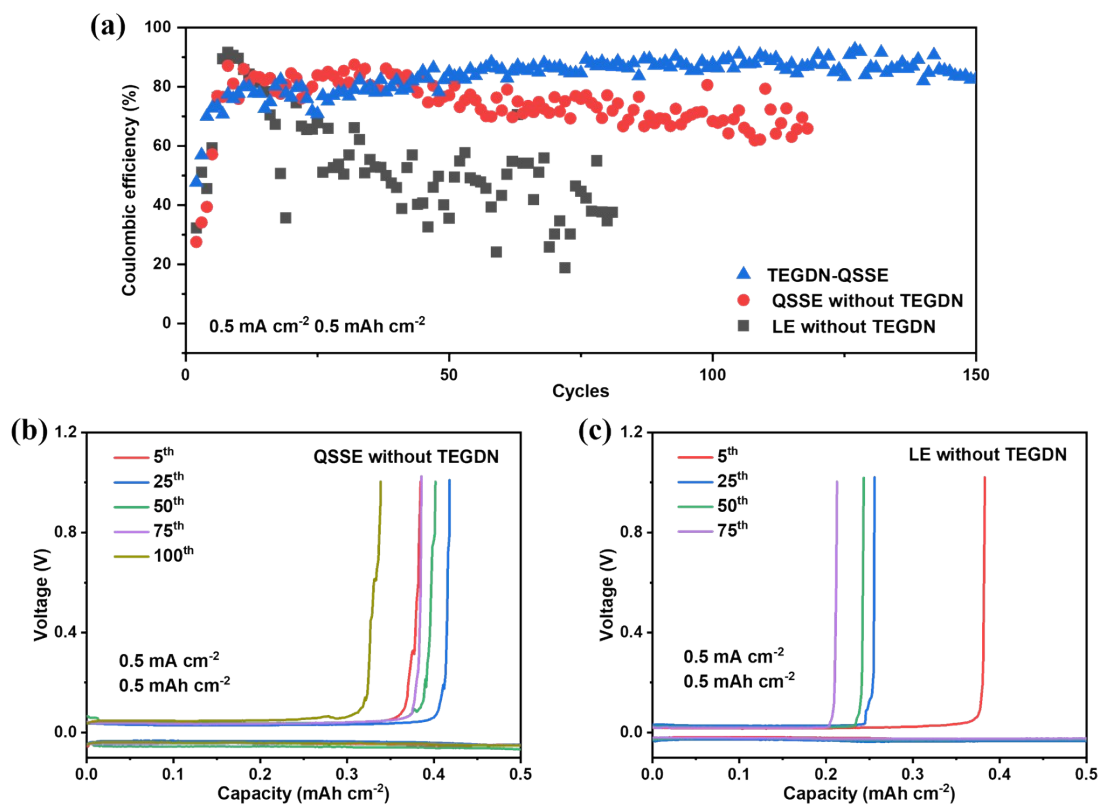 (a)
100
80
60
40
20
0
Coulombic efficiency (%)
TEGDN-QSSE
QSSE without TEGDN
LE without TEGDN
0.5 mA cm-2 0.5 mAh cm-2
0 50 100 150
Cycles
(b)
1.2
0.8
0.4
0.0
Voltage (V)
5th
25th
50th
75th
100th
QSSE without TEGDN
0.5 mA cm-2
0.5 mAh cm-2
0.0 0.1 0.2 0.3 0.4 0.5
Capacity (mAh cm-2)
(c)
1.2
0.8
0.4
0.0
Voltage (V)
5th
25th
50th
75th
LE without TEGDN
0.5 mA cm-2
0.5 mAh cm-2
0.0 0.1 0.2 0.3 0.4 0.5
Capacity (mAh cm-2)